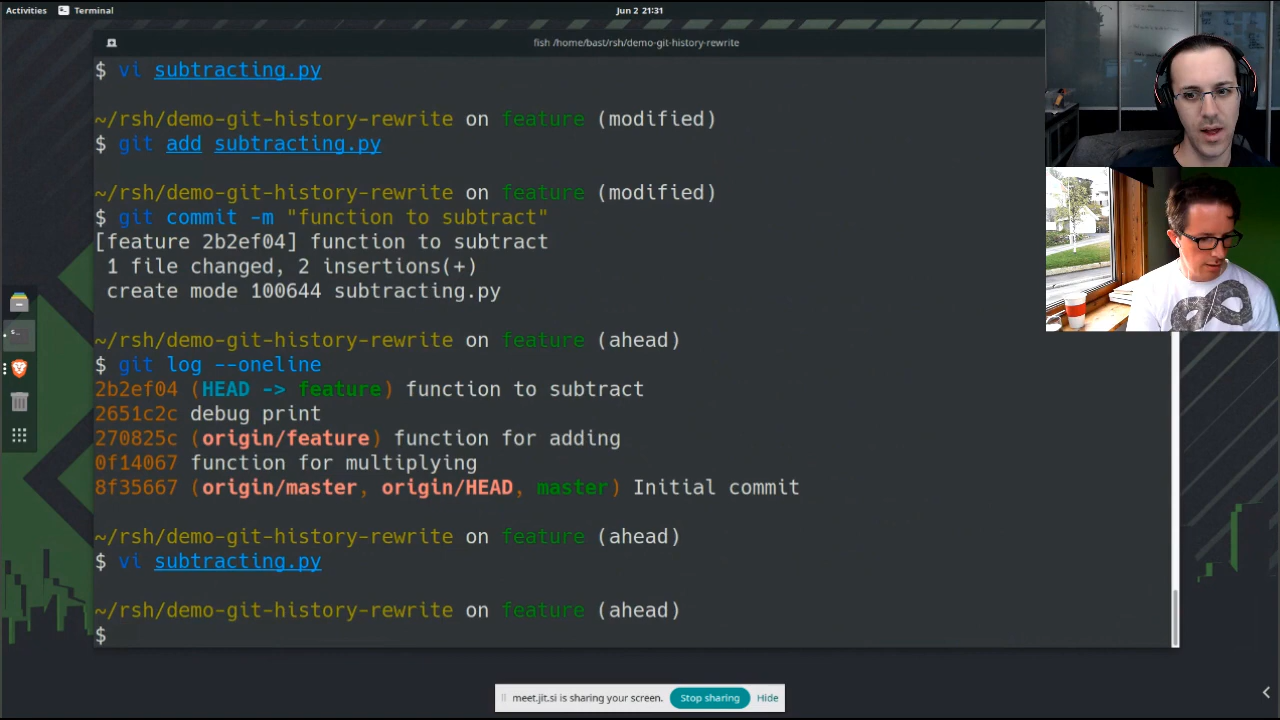 Activities
Terminal
Jun 2 21:31
fish /home/bast/rsh/demo-git-history-rewrite
$ vi subtracting.py
~/rsh/demo-git-history-rewrite on feature (modified)
$ git add subtracting.py
~/rsh/demo-git-history-rewrite on feature (modified)
$ git commit -m "function to subtract"
[feature 2b2ef04] function to subtract
1 file changed, 2 insertions(+)
create mode 100644 subtracting.py
~/rsh/demo-git-history-rewrite on feature (ahead)
$ git log --oneline
2b2ef04 (HEAD -> feature) function to subtract
2651c2c debug print
270825c (origin/feature) function for adding
0f14067 function for multiplying
8f35667 (origin/master, origin/HEAD, master) Initial commit
~/rsh/demo-git-history-rewrite on feature (ahead)
$ vi subtracting.py
~/rsh/demo-git-history-rewrite on feature (ahead)
$
meet.jit.si is sharing your screen.
Stop sharing
Hide